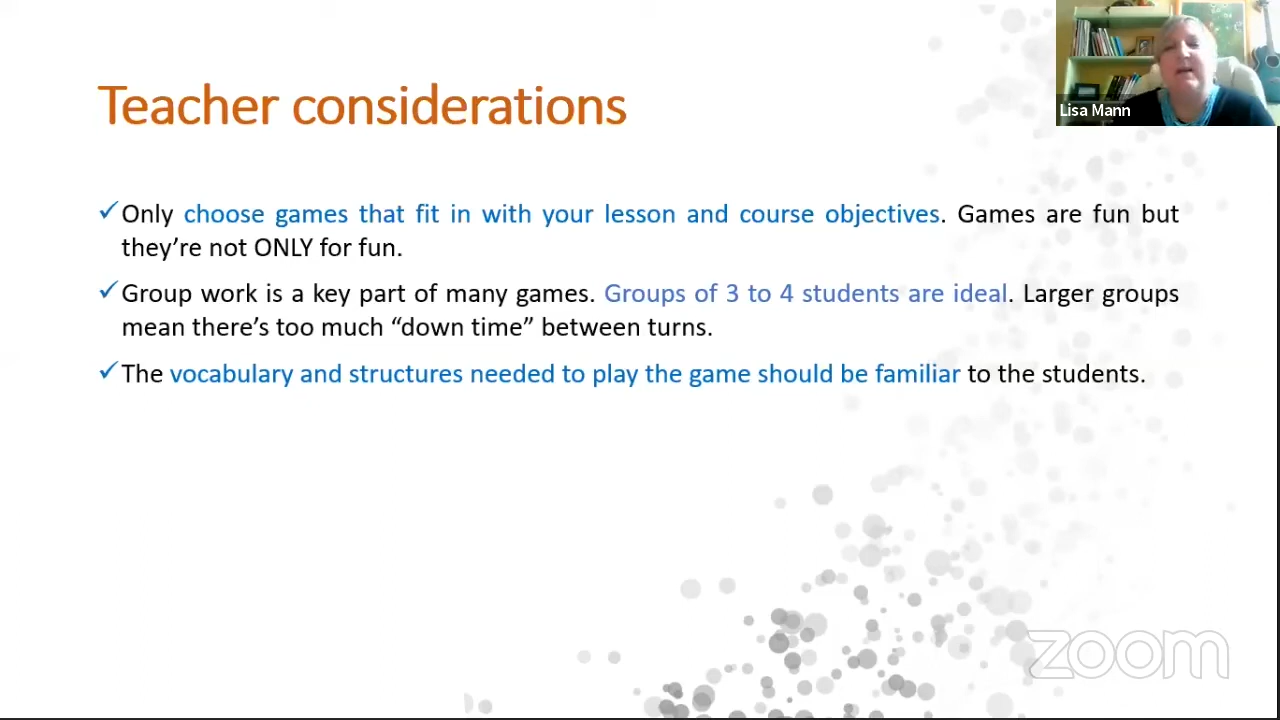 Lisa Mann
Teacher considerations
✓Only choose games that fit in with your lesson and course objectives. Games are fun but
they’re not ONLY for fun.
✓Group work is a key part of many games. Groups of 3 to 4 students are ideal. Larger groups
mean there’s too much “down time” between turns.
✓The vocabulary and structures needed to play the game should be familiar to the students.
zoom